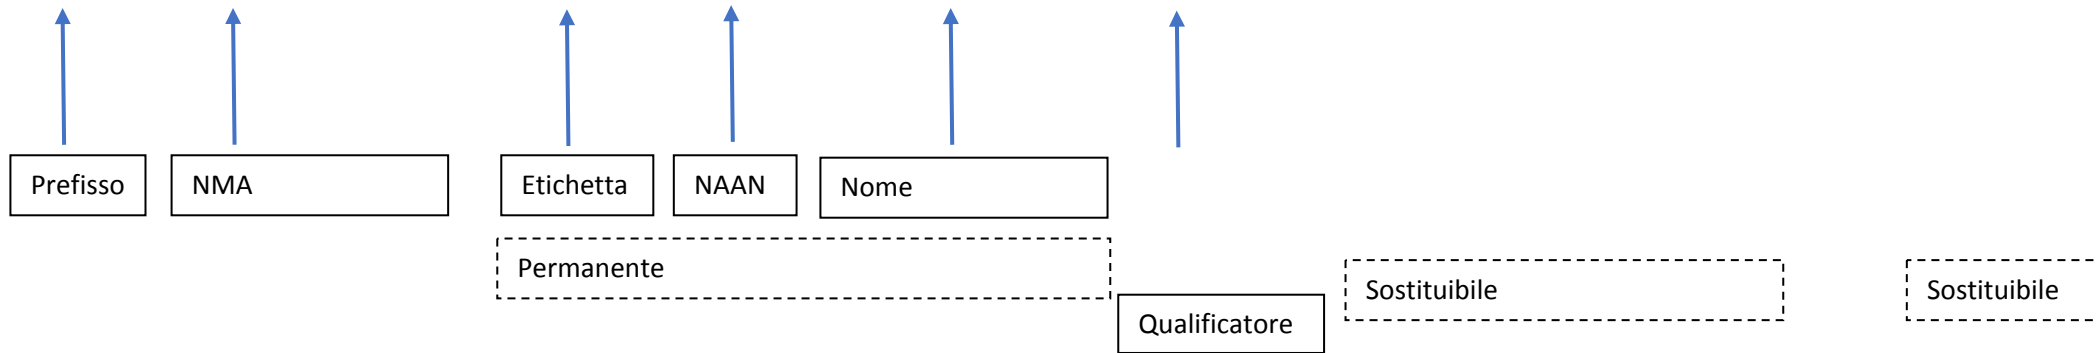 Prefisso
NMA
Etichetta
NAAN
Nome
Permanente
Qualificatore
Sostituibile
Sostituibile